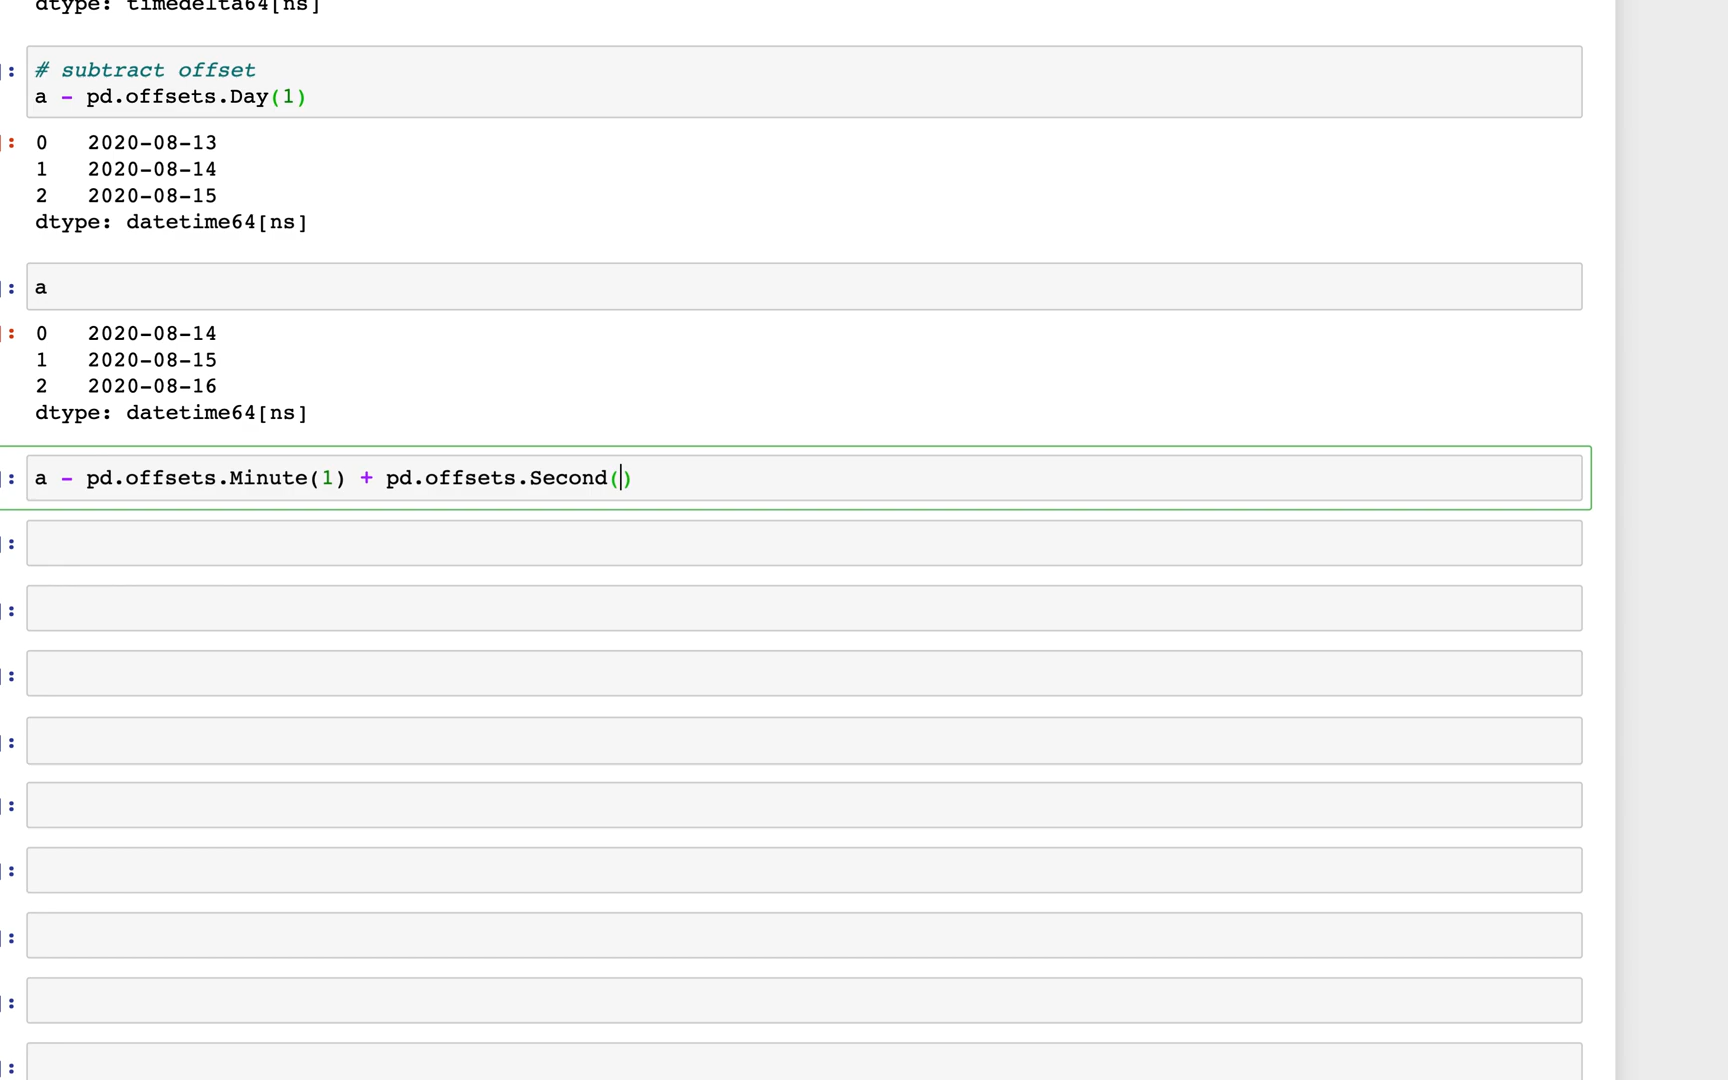 dtype: timedelta64[ns]
]: # subtract offset
a - pd.offsets.Day(1)
]: 0 2020-08-13
1 2020-08-14
2 2020-08-15
dtype: datetime64[ns]
]: a
]: 0 2020-08-14
1 2020-08-15
2 2020-08-16
dtype: datetime64[ns]
]: a - pd.offsets.Minute(1) + pd.offsets.Second()
]:
]:
]:
]:
]:
]:
]:
]:
]: